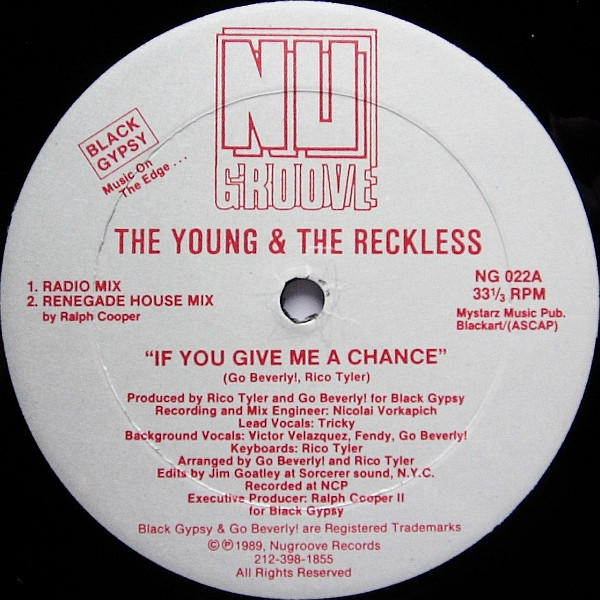 NU
GROOVE
BLACK
GYPSY
Music On
The Edge . . .
THE YOUNG & THE RECKLESS
1. RADIO MIX
2. RENEGADE HOUSE MIX
by Ralph Cooper
NG 022A
33 1/3 RPM
Mystarz Music Pub.
Blackart/(ASCAP)
"IF YOU GIVE ME A CHANCE"
(Go Beverly!, Rico Tyler)
Produced by Rico Tyler and Go Beverly! for Black Gypsy
Recording and Mix Engineer: Nicolai Vorkapich
Lead Vocals: Tricky
Background Vocals: Victor Velazquez, Fendy, Go Beverly!
Keyboards: Rico Tyler
Arranged by Go Beverly! and Rico Tyler
Edits by Jim Goatley at Sorcerer sound, N.Y.C.
Recorded at NCP
Executive Producer: Ralph Cooper II
for Black Gypsy
Black Gypsy & Go Beverly! are Registered Trademarks
© ℗ 1989, Nugroove Records
212-398-1855
All Rights Reserved